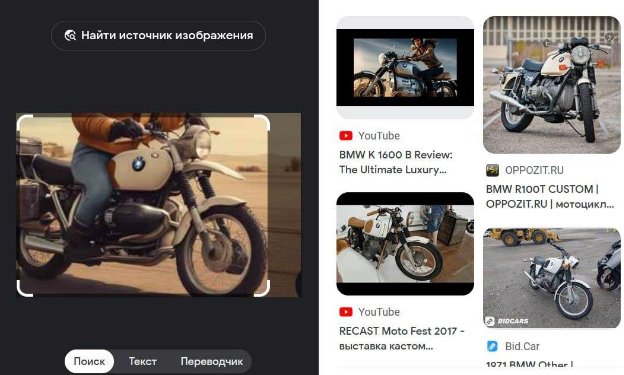 Найти источник изображения
Поиск
Текст
Переводчик
YouTube
BMW K 1600 B Review:
The Ultimate Luxury...
OPPOZIT.RU
BMW R100T CUSTOM |
OPPOZIT.RU | мотоцикл...
YouTube
RECAST Moto Fest 2017 -
выставка кастом...
BIDCARS
Bid.Car
1971 BMW Other |